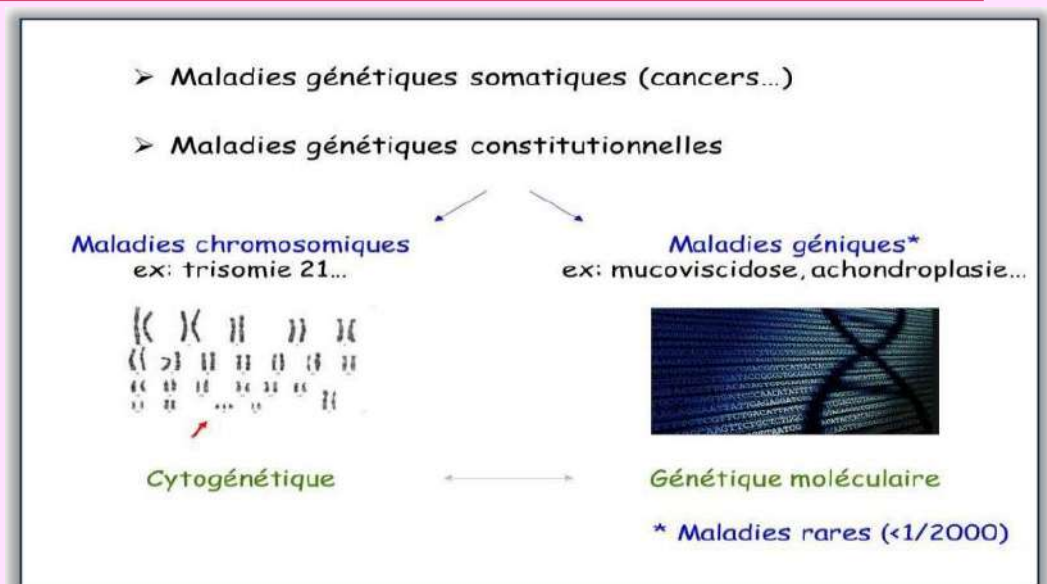 ➢ Maladies génétiques somatiques (cancers...)
➢ Maladies génétiques constitutionnelles
Maladies chromosomiques
ex: trisomie 21...
Maladies géniques*
ex: mucoviscidose, achondroplasie...
Cytogénétique
Génétique moléculaire
* Maladies rares (<1/2000)